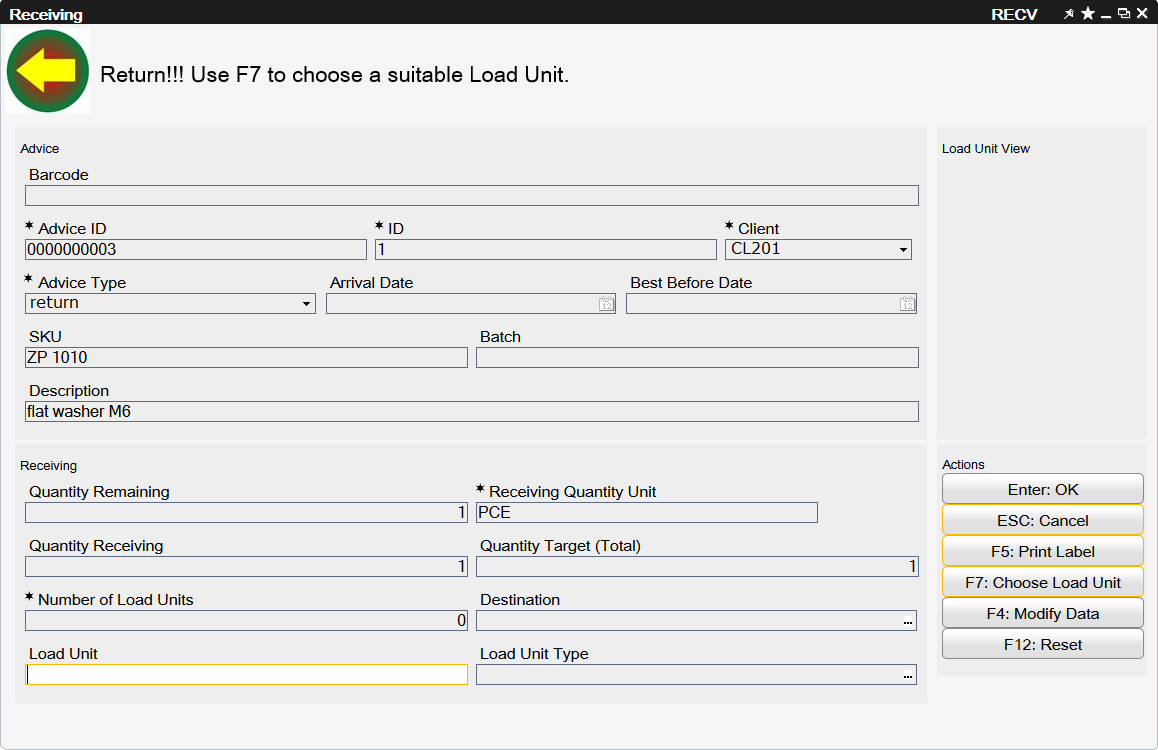 Receiving RECV
Return!!! Use F7 to choose a suitable Load Unit.
Advice
Barcode
* Advice ID * ID * Client
0000000003 1 CL201
* Advice Type Arrival Date Best Before Date
return 12 12
SKU Batch
ZP 1010
Description
flat washer M6
Load Unit View
Receiving
Quantity Remaining * Receiving Quantity Unit
1 PCE
Quantity Receiving Quantity Target (Total)
1 1
* Number of Load Units Destination
0 ...
Load Unit Load Unit Type
...
Actions
Enter: OK
ESC: Cancel
F5: Print Label
F7: Choose Load Unit
F4: Modify Data
F12: Reset